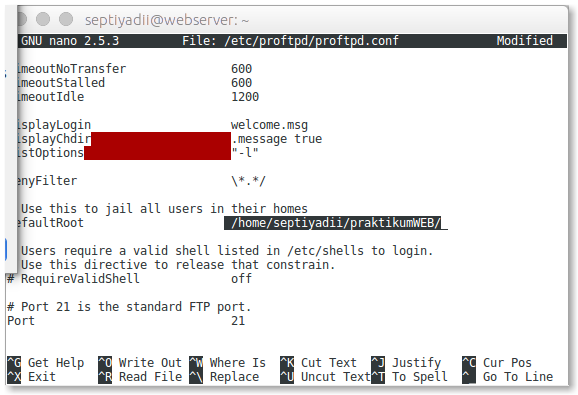 septiyadii@webserver: ~
GNU nano 2.5.3 File: /etc/proftpd/proftpd.conf Modified
imeoutNoTransfer 600
imeoutStalled 600
imeoutIdle 1200
isplayLogin welcome.msg
isplayChdir .message true
istOptions "-l"
enyFilter \*.*/
Use this to jail all users in their homes
efaultRoot /home/septiyadii/praktikumWEB/
Users require a valid shell listed in /etc/shells to login.
Use this directive to release that constrain.
# RequireValidShell off
# Port 21 is the standard FTP port.
Port 21
^G Get Help ^O Write Out ^W Where Is ^K Cut Text ^J Justify ^C Cur Pos
^X Exit ^R Read File ^\ Replace ^U Uncut Text ^T To Spell ^_ Go To Line